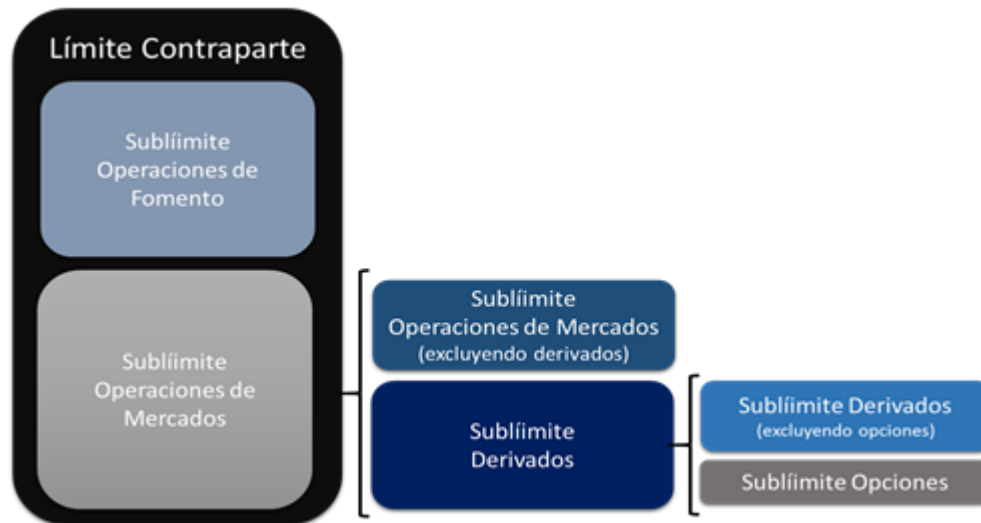 Límite Contraparte
Sublíimite
Operaciones de
Fomento
Sublíimite
Operaciones de
Mercados
Sublíimite
Operaciones de Mercados
(excluyendo derivados)
Sublíimite
Derivados
Sublíimite Derivados
(excluyendo opciones)
Sublíimite Opciones